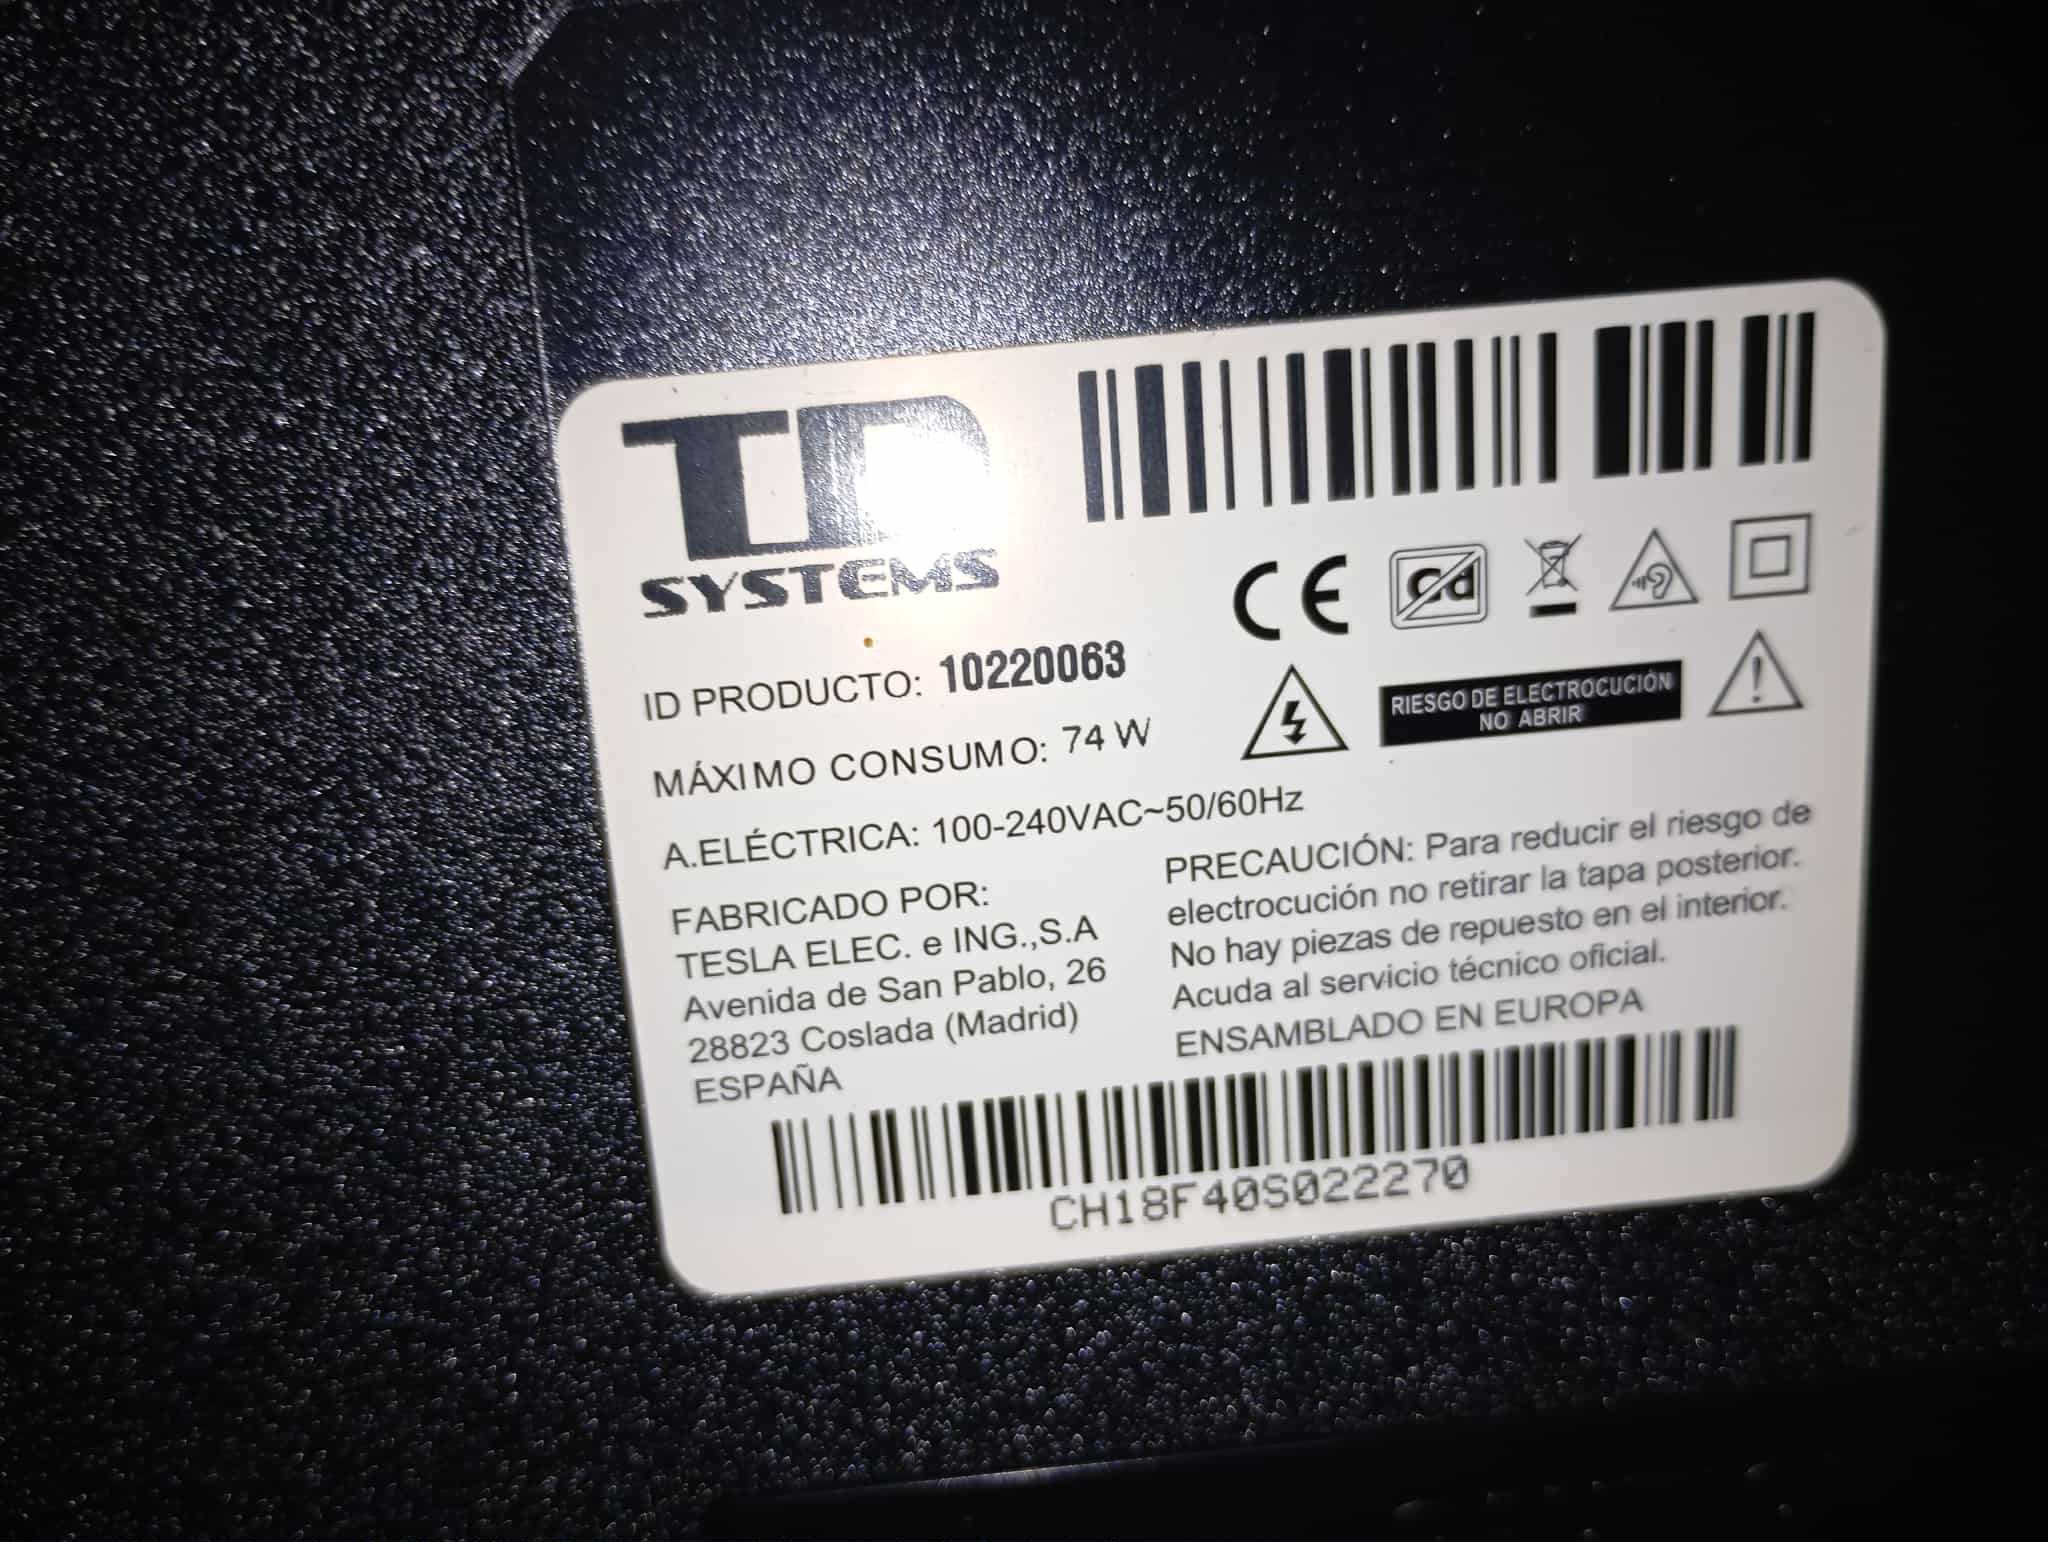 TD
SYSTEMS
ID PRODUCTO: 10220063
MÁXIMO CONSUMO: 74 W
A.ELÉCTRICA: 100-240VAC~50/60Hz
FABRICADO POR:
TESLA ELEC. e ING.,S.A
Avenida de San Pablo, 26
28823 Coslada (Madrid)
ESPAÑA
CE
Cd
RIESGO DE ELECTROCUCIÓN
NO ABRIR
PRECAUCIÓN: Para reducir el riesgo de
electrocución no retirar la tapa posterior.
No hay piezas de repuesto en el interior.
Acuda al servicio técnico oficial.
ENSAMBLADO EN EUROPA
CH18F40S022270